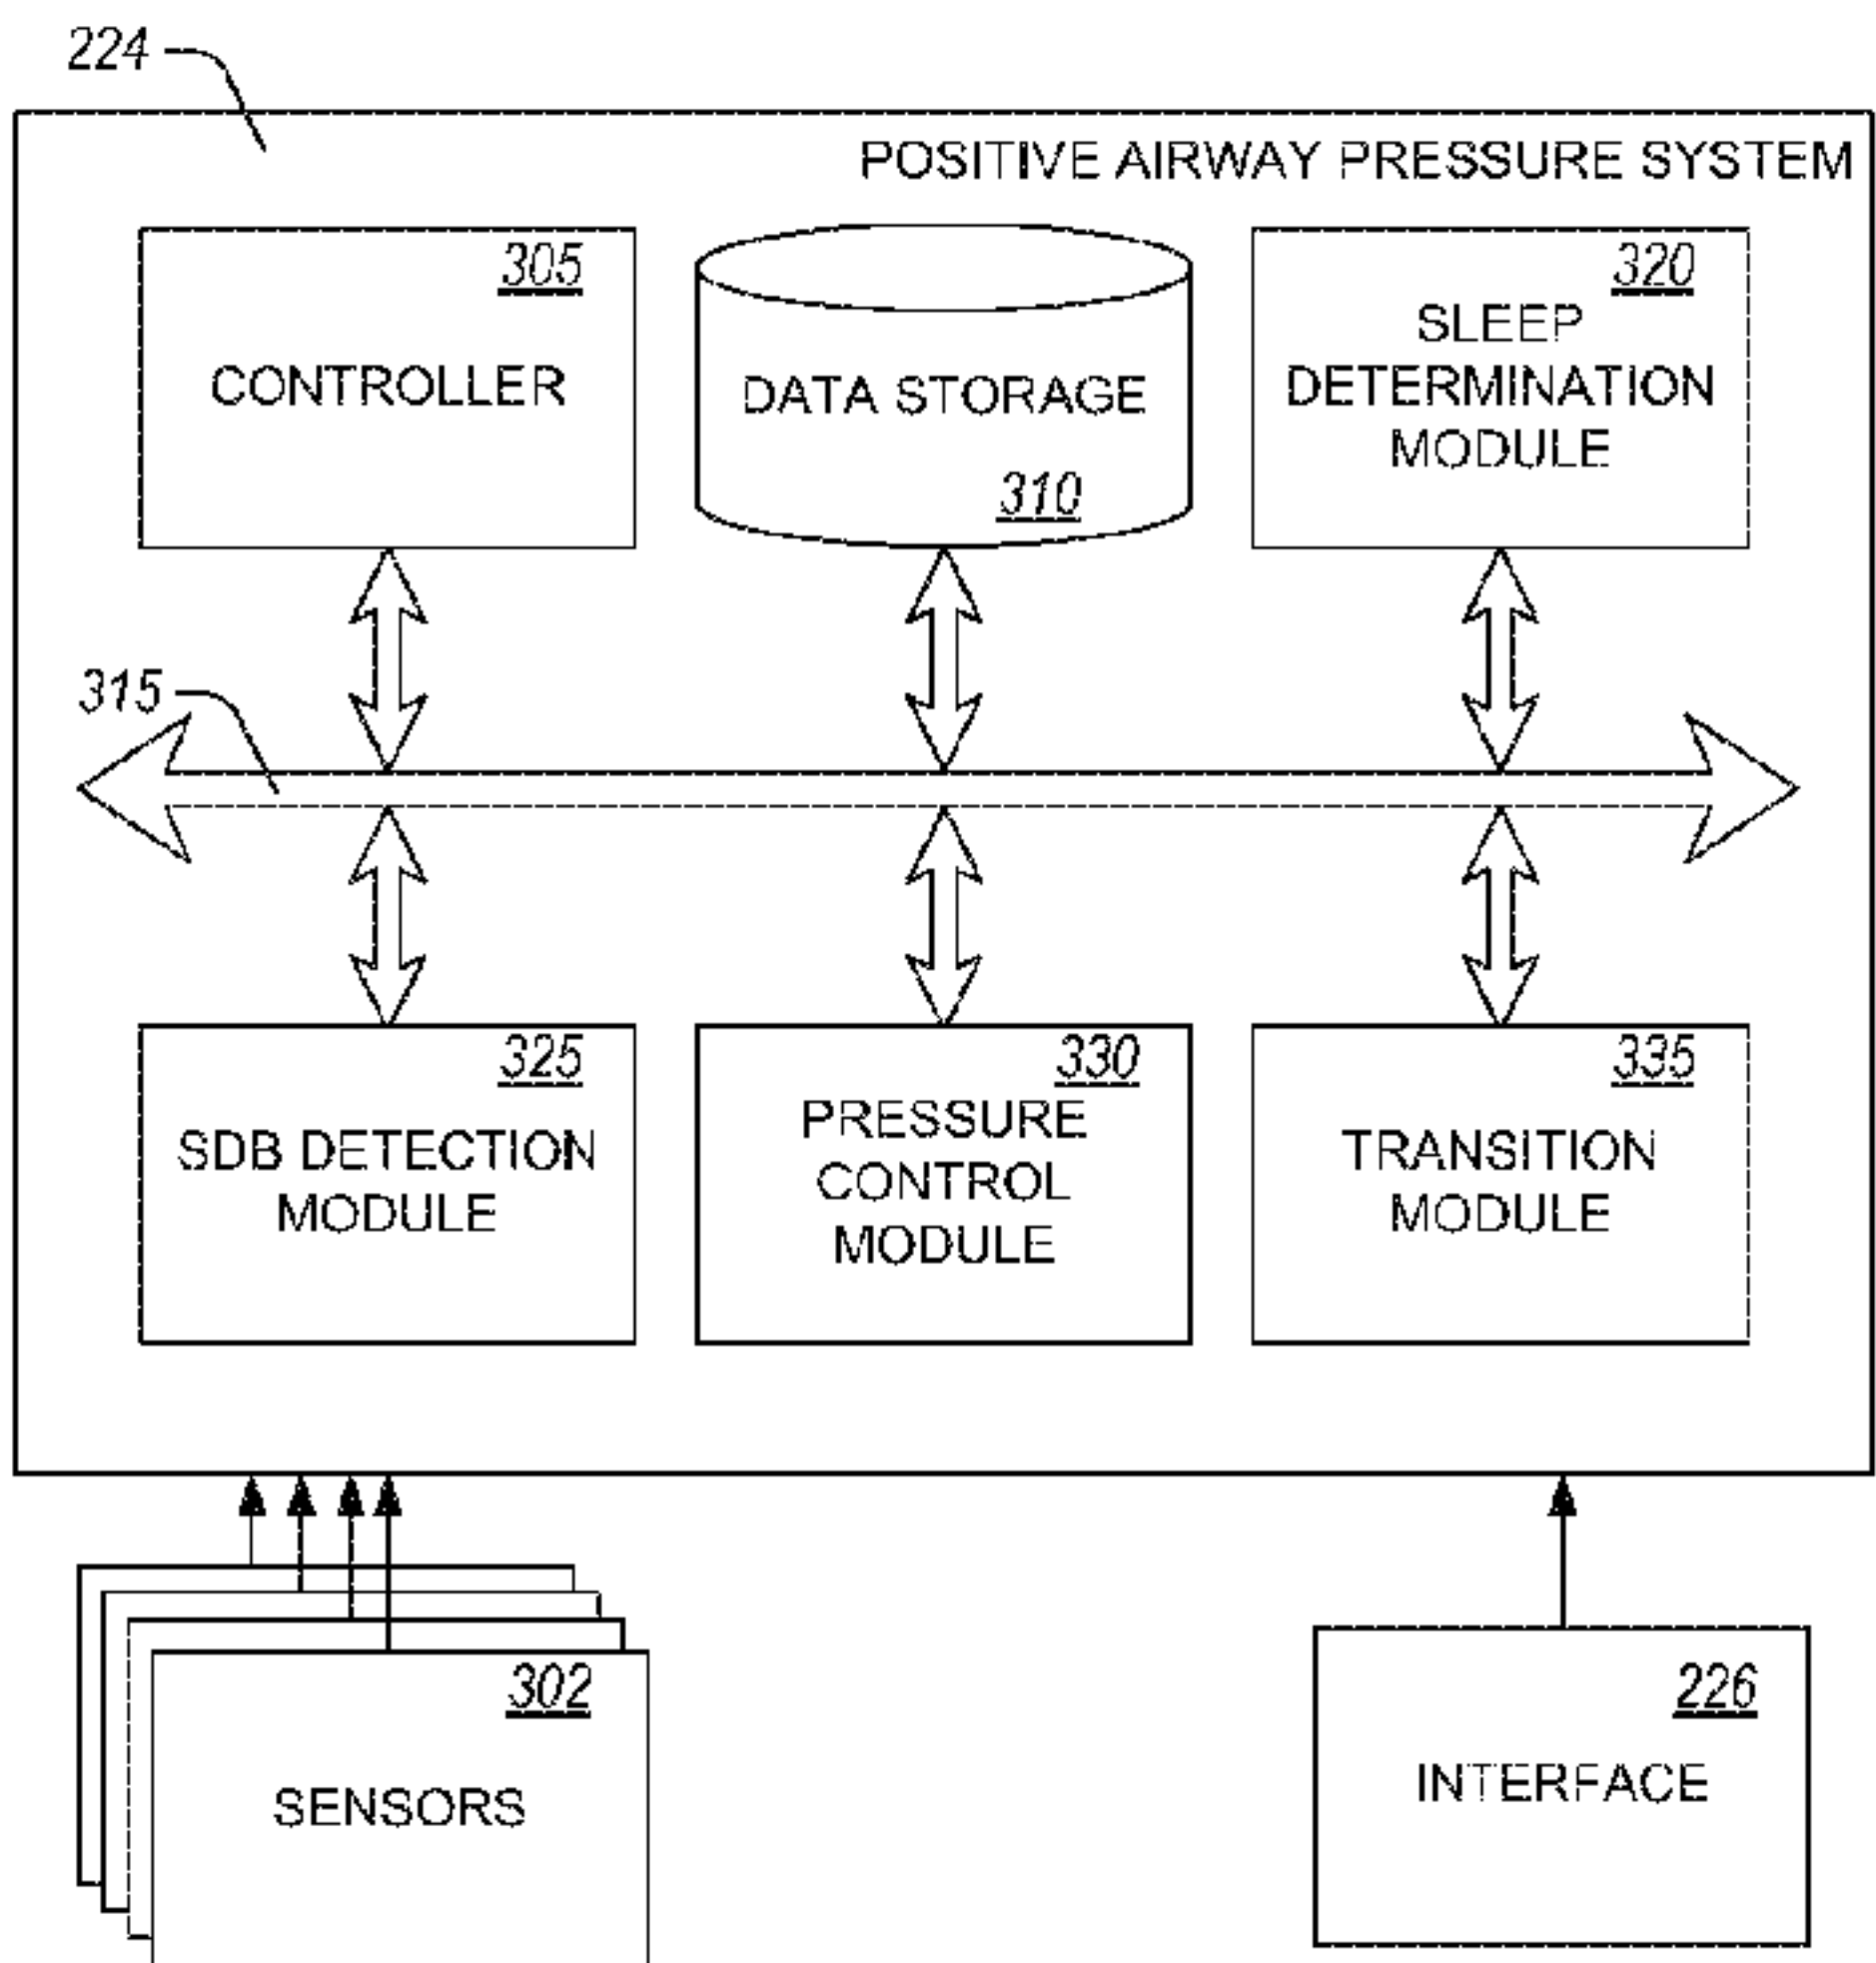 224
POSITIVE AIRWAY PRESSURE SYSTEM
305
CONTROLLER
DATA STORAGE
310
320
SLEEP
DETERMINATION
MODULE
315
325
SDB DETECTION
MODULE
330
PRESSURE
CONTROL
MODULE
335
TRANSITION
MODULE
302
SENSORS
226
INTERFACE